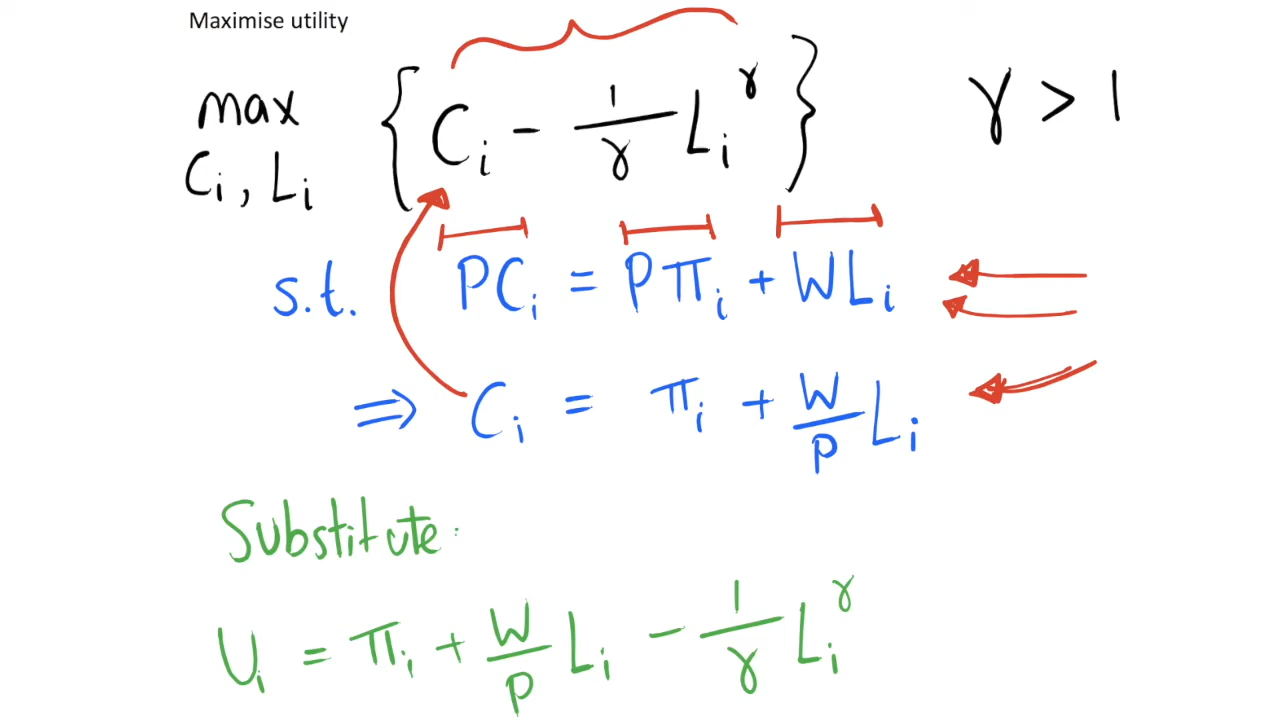 Maximise utility
max { Cᵢ − 1/γ Lᵢ^γ } γ > 1
Cᵢ, Lᵢ
s.t. PCᵢ = Pπᵢ + WLᵢ
⇒ Cᵢ = πᵢ + W/P Lᵢ
Substitute:
Uᵢ = πᵢ + W/P Lᵢ − 1/γ Lᵢ^γ